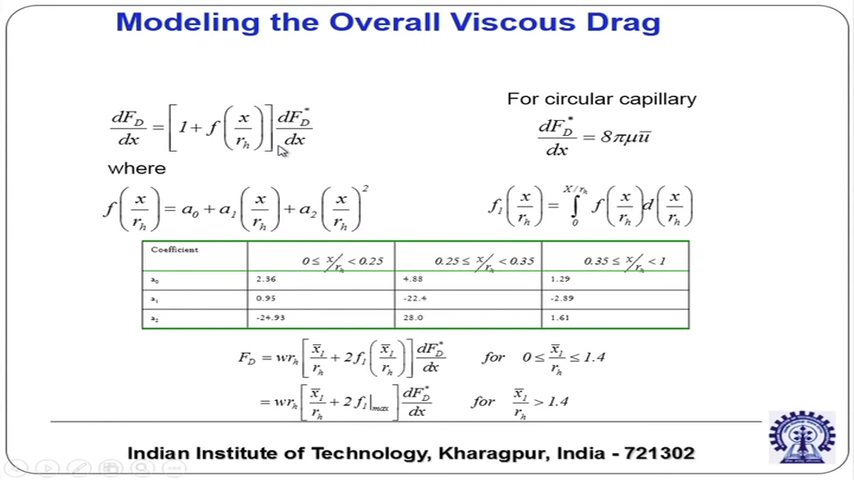 Modeling the Overall Viscous Drag
dF_D/dx = [1 + f(x/r_h)] dF_D^*/dx
For circular capillary
dF_D^*/dx = 8πμū
where
f(x/r_h) = a_0 + a_1(x/r_h) + a_2(x/r_h)^2
f_1(x/r_h) = ∫_0^{X/r_h} f(x/r_h)d(x/r_h)
Coefficient 0 ≤ x/r_h < 0.25 0.25 ≤ x/r_h < 0.35 0.35 ≤ x/r_h < 1
a_0 2.36 4.88 1.29
a_1 0.95 -22.4 -2.89
a_2 -24.93 28.0 1.61
F_D = wr_h [x̄_1/r_h + 2f_1(x̄_1/r_h)] dF_D^*/dx for 0 ≤ x̄_1/r_h ≤ 1.4
= wr_h [x̄_1/r_h + 2f_1|_max] dF_D^*/dx for x̄_1/r_h > 1.4
Indian Institute of Technology, Kharagpur, India - 721302